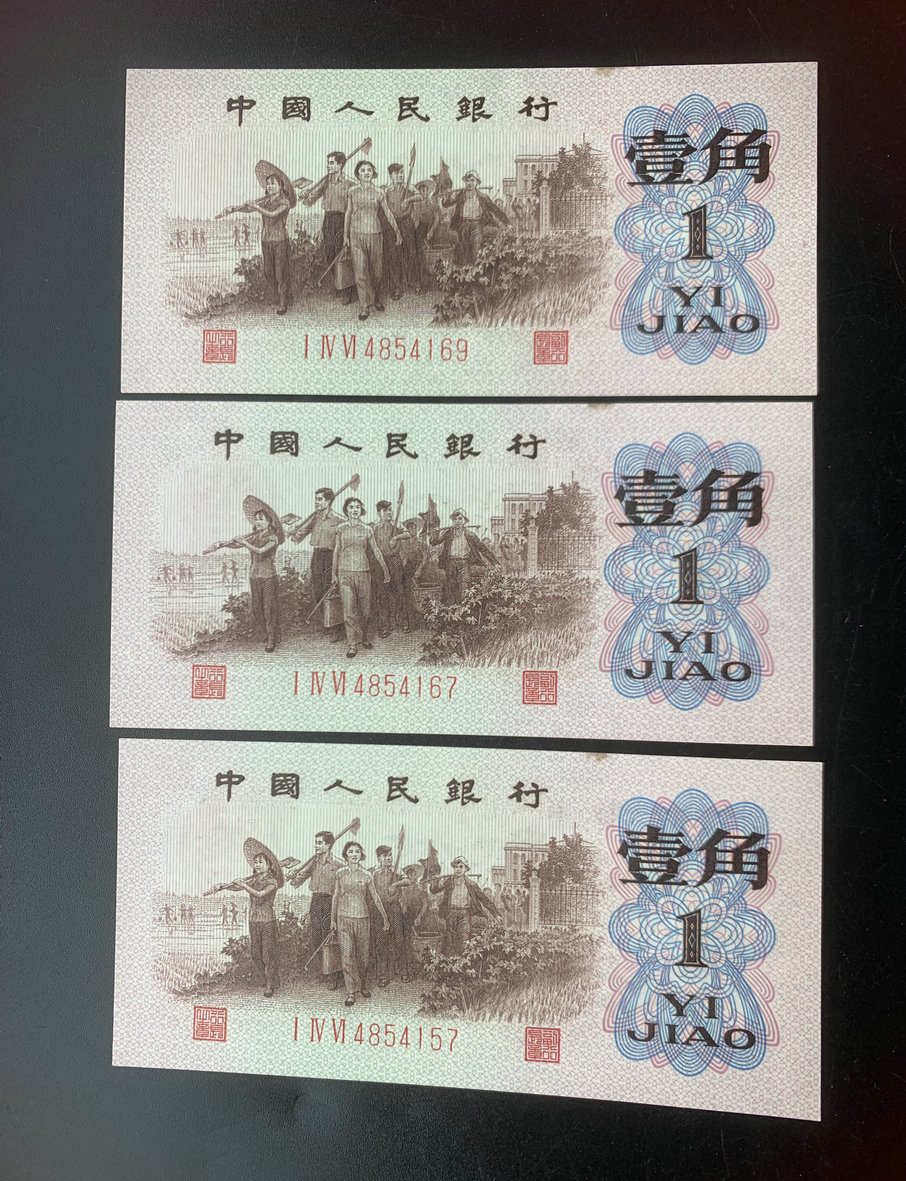 中國人民銀行
壹角
1
YI
JIAO
I IV VI 4854169
中國人民銀行
壹角
1
YI
JIAO
I IV VI 4854167
中國人民銀行
壹角
1
YI
JIAO
I IV VI 4854157